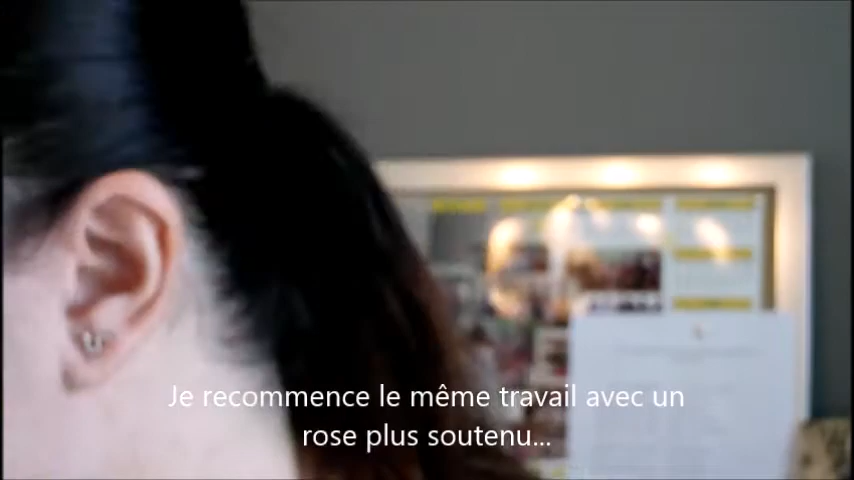 Je recommence le même travail avec un
rose plus soutenu...